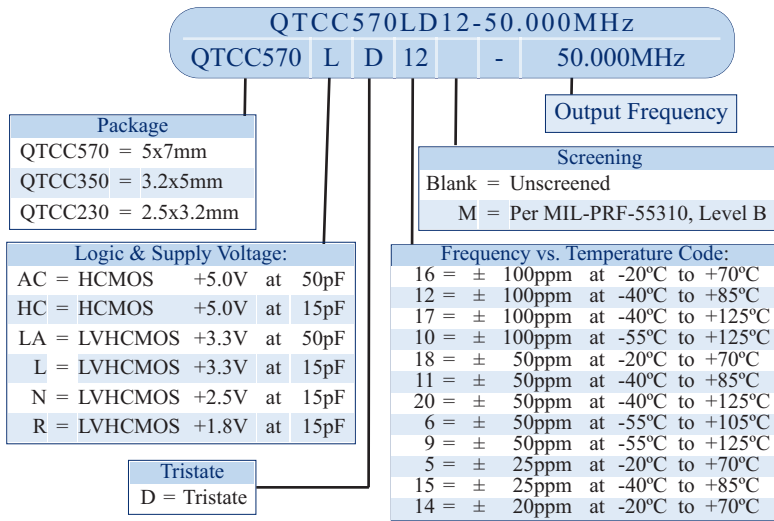 QTCC570LD12-50.000MHz
QTCC570 L D 12 - 50.000MHz
Output Frequency
Package
QTCC570 = 5x7mm
QTCC350 = 3.2x5mm
QTCC230 = 2.5x3.2mm
Screening
Blank = Unscreened
M = Per MIL-PRF-55310, Level B
Logic & Supply Voltage:
AC = HCMOS +5.0V at 50pF
HC = HCMOS +5.0V at 15pF
LA = LVHCMOS +3.3V at 50pF
L = LVHCMOS +3.3V at 15pF
N = LVHCMOS +2.5V at 15pF
R = LVHCMOS +1.8V at 15pF
Frequency vs. Temperature Code:
16 = ± 100ppm at -20ºC to +70ºC
12 = ± 100ppm at -40ºC to +85ºC
17 = ± 100ppm at -40ºC to +125ºC
10 = ± 100ppm at -55ºC to +125ºC
18 = ± 50ppm at -20ºC to +70ºC
11 = ± 50ppm at -40ºC to +85ºC
20 = ± 50ppm at -40ºC to +125ºC
6 = ± 50ppm at -55ºC to +105ºC
9 = ± 50ppm at -55ºC to +125ºC
5 = ± 25ppm at -20ºC to +70ºC
15 = ± 25ppm at -40ºC to +85ºC
14 = ± 20ppm at -20ºC to +70ºC
Tristate
D = Tristate